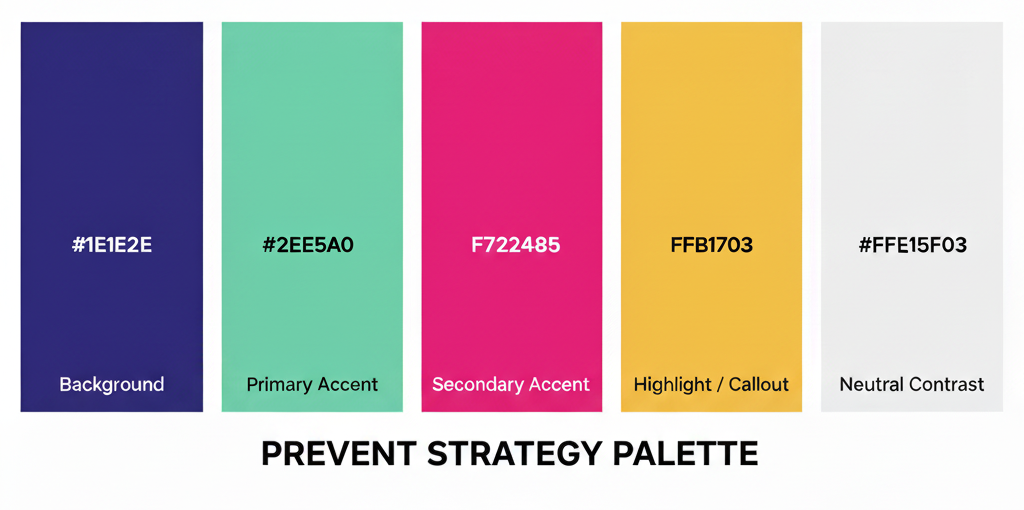 #1E1E2E
#2EE5A0
F722485
FFB1703
#FFE15F03
Background
Primary Accent
Secondary Accent
Highlight / Callout
Neutral Contrast
PREVENT STRATEGY PALETTE